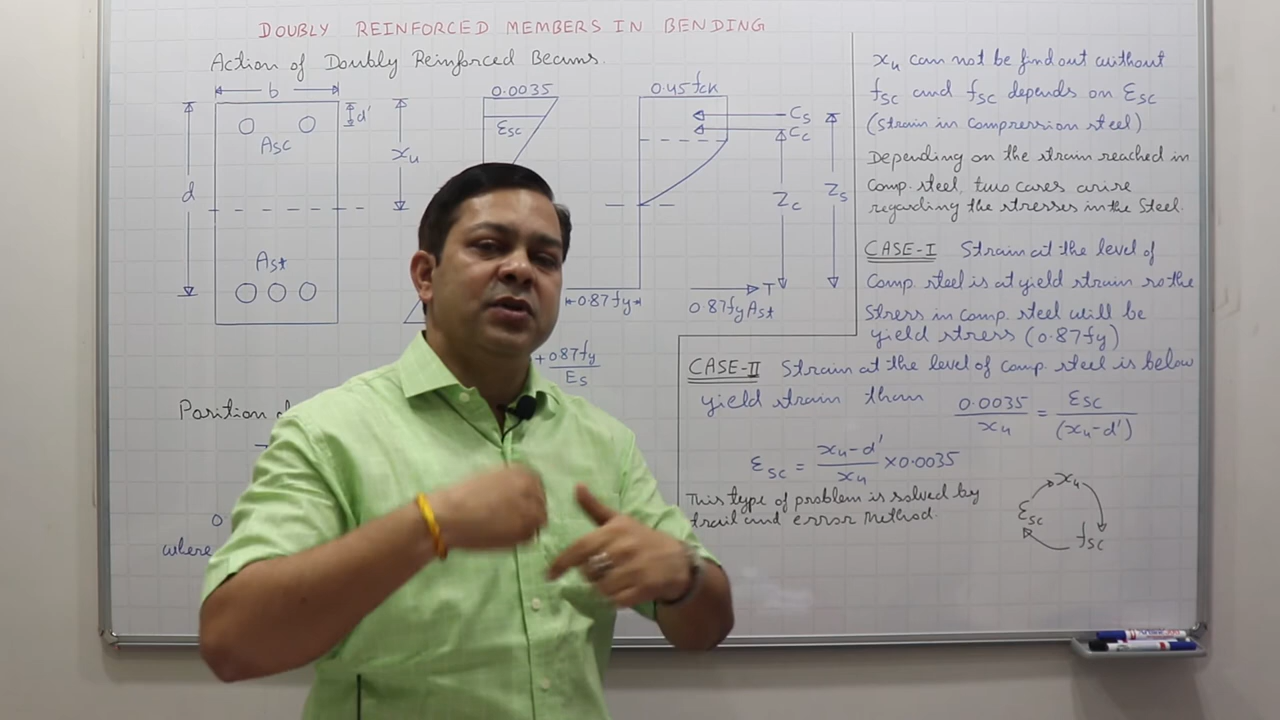 DOUBLY REINFORCED MEMBERS IN BENDING
Action of Doubly Reinforced Beams.
b
d'
Asc
d
xu
Ast
0.0035
εsc
+ 0.87fy
Es
0.45fck
Cs
Cc
Zc
Zs
0.87fy
T
0.87fyAst
Position
0
where
xu can not be find out without
fsc and fsc depends on εsc
(Strain in compression steel)
Depending on the strain reached in
Comp. steel, two cases arise
regarding the stresses in the Steel.
CASE-I Strain at the level of
Comp. steel is at yield strain so the
Stress in comp. steel will be
yield stress (0.87fy)
CASE-II Strain at the level of comp. steel is below
yield strain than 0.0035/xu = εsc/(xu-d')
εsc = xu-d'/xu ×0.0035
This type of problem is solved by
trail and error method.
xu
εsc
fsc